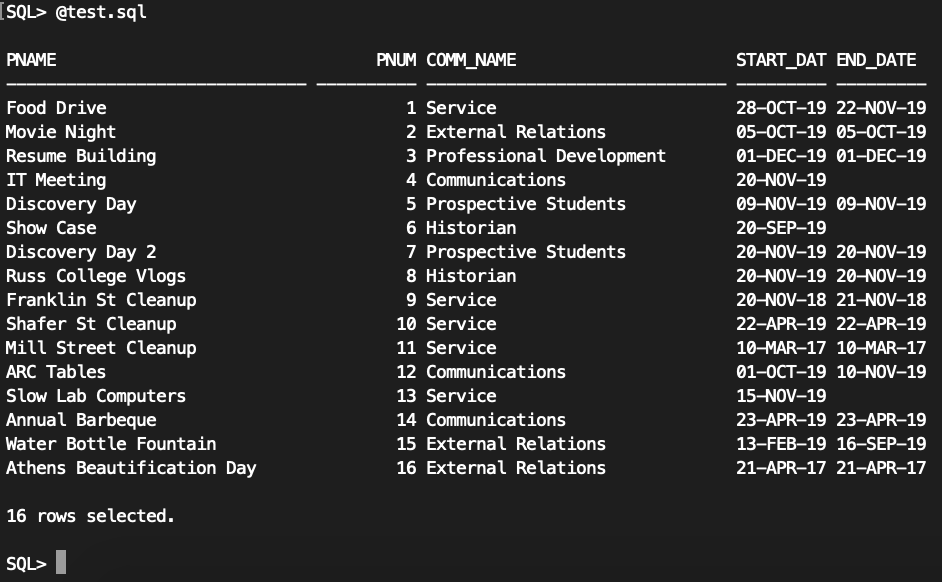 [SQL> @test.sql
PNAME PNUM COMM_NAME START_DAT END_DATE
------------------------------ ---------- ------------------------------ --------- ---------
Food Drive 1 Service 28-OCT-19 22-NOV-19
Movie Night 2 External Relations 05-OCT-19 05-OCT-19
Resume Building 3 Professional Development 01-DEC-19 01-DEC-19
IT Meeting 4 Communications 20-NOV-19
Discovery Day 5 Prospective Students 09-NOV-19 09-NOV-19
Show Case 6 Historian 20-SEP-19
Discovery Day 2 7 Prospective Students 20-NOV-19 20-NOV-19
Russ College Vlogs 8 Historian 20-NOV-19 20-NOV-19
Franklin St Cleanup 9 Service 20-NOV-18 21-NOV-18
Shafer St Cleanup 10 Service 22-APR-19 22-APR-19
Mill Street Cleanup 11 Service 10-MAR-17 10-MAR-17
ARC Tables 12 Communications 01-OCT-19 10-NOV-19
Slow Lab Computers 13 Service 15-NOV-19
Annual Barbeque 14 Communications 23-APR-19 23-APR-19
Water Bottle Fountain 15 External Relations 13-FEB-19 16-SEP-19
Athens Beautification Day 16 External Relations 21-APR-17 21-APR-17
16 rows selected.
SQL>